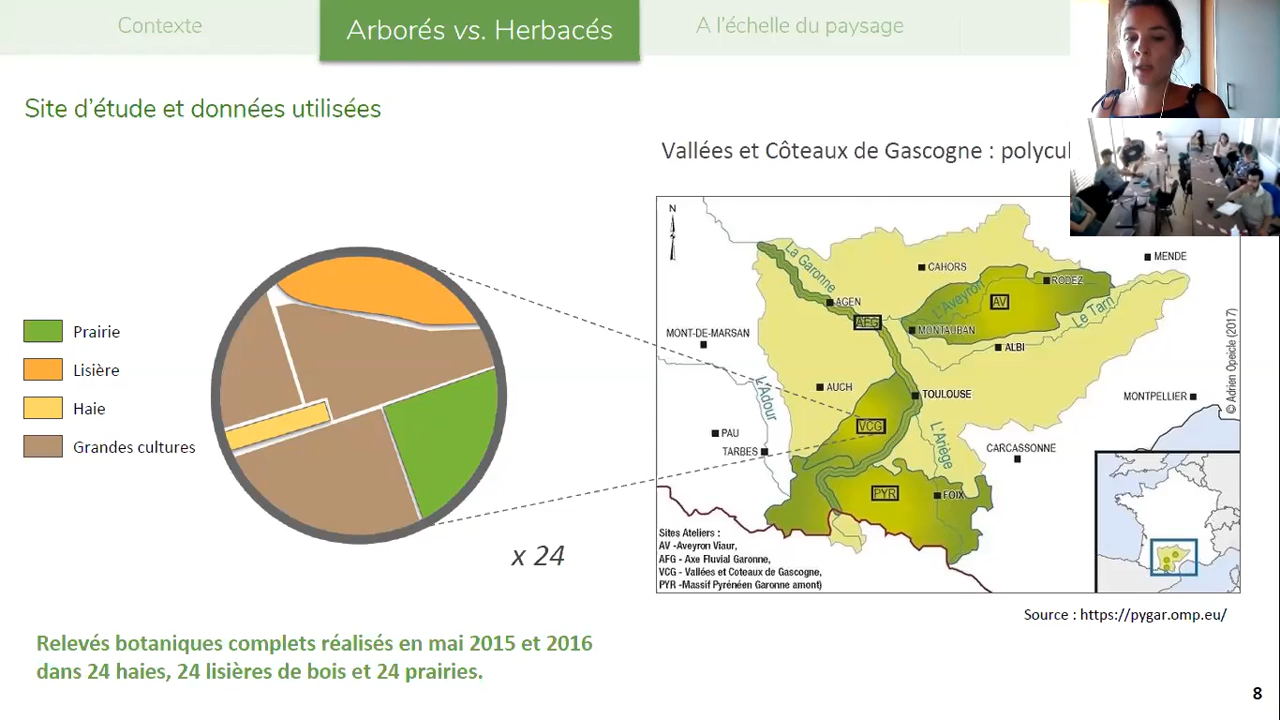 Contexte
Arborés vs. Herbacés
A l'échelle du paysage
Site d'étude et données utilisées
Vallées et Côteaux de Gascogne :
Prairie
Lisière
Haie
Grandes cultures
x 24
N
La Garonne
CAHORS
MENDE
RODEZ
AGEN
L'Aveyron
AV
Le Tarn
AFG
MONTAUBAN
MONT-DE-MARSAN
ALBI
AUCH
L'Adour
TOULOUSE
MONTPELLIER
VCG
PAU
TARBES
L'Ariège
CARCASSONNE
PYR
FOIX
© Adrien Opeicle (2017)
Sites Ateliers :
AV -Aveyron Viaur,
AFG - Axe Fluvial Garonne,
VCG - Vallées et Coteaux de Gascogne,
PYR -Massif Pyrénéen Garonne amont)
Source : https://pygar.omp.eu/
Relevés botaniques complets réalisés en mai 2015 et 2016
dans 24 haies, 24 lisières de bois et 24 prairies.
8